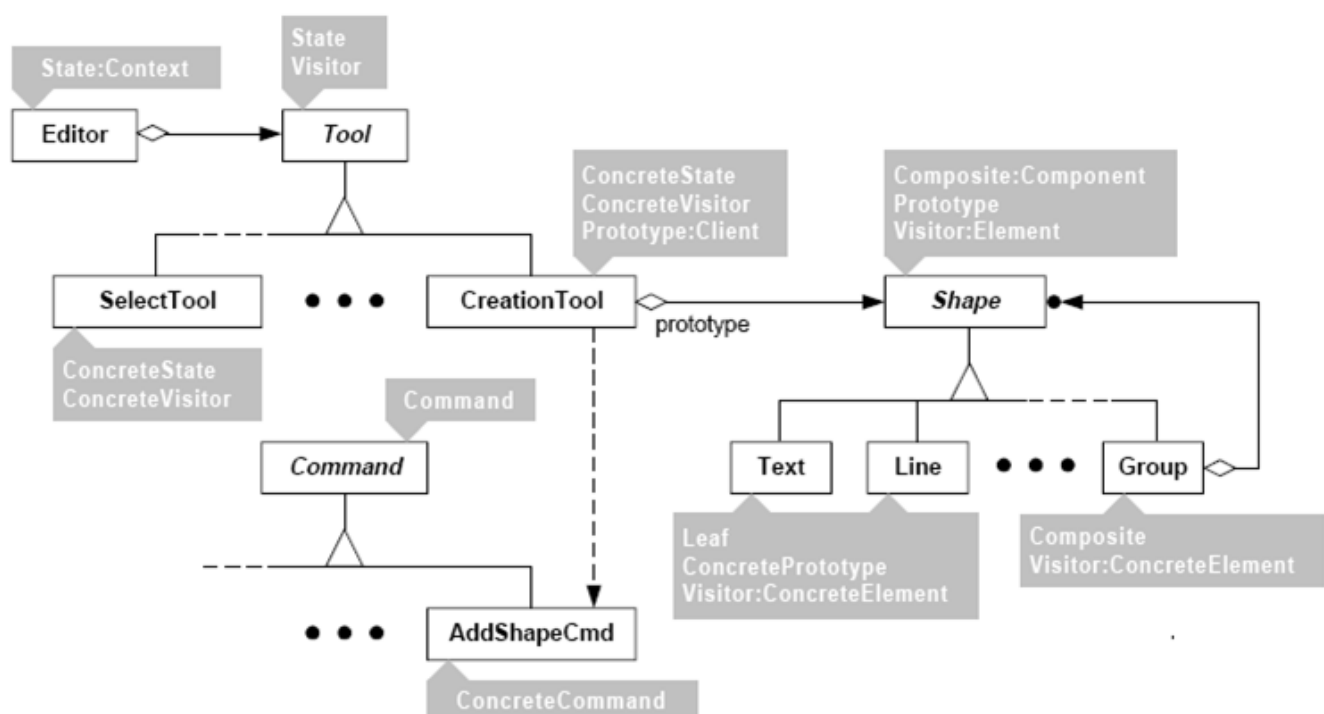 State:Context
State
Visitor
Editor
Tool
ConcreteState
ConcreteVisitor
Prototype:Client
Composite:Component
Prototype
Visitor:Element
SelectTool
CreationTool
prototype
Shape
ConcreteState
ConcreteVisitor
Command
Command
Text
Line
Group
Leaf
ConcretePrototype
Visitor:ConcreteElement
Composite
Visitor:ConcreteElement
AddShapeCmd
ConcreteCommand